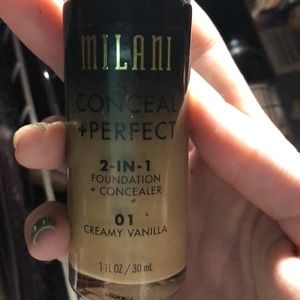 MILANI
CONCEAL
+PERFECT
2-IN-1
FOUNDATION
+ CONCEALER
01
CREAMY VANILLA
1 FL OZ / 30 mL